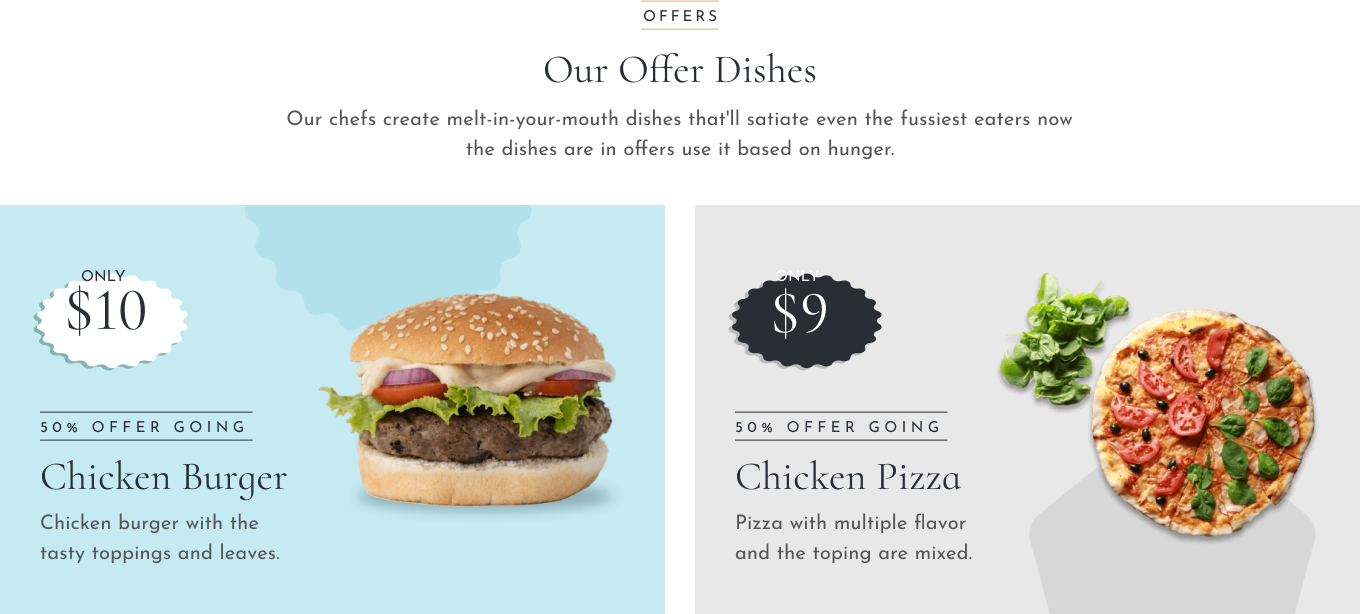 OFFERS
Our Offer Dishes
Our chefs create melt-in-your-mouth dishes that'll satiate even the fussiest eaters now
the dishes are in offers use it based on hunger.
ONLY
$10
50% OFFER GOING
Chicken Burger
Chicken burger with the
tasty toppings and leaves.
ONLY
$9
50% OFFER GOING
Chicken Pizza
Pizza with multiple flavor
and the toping are mixed.